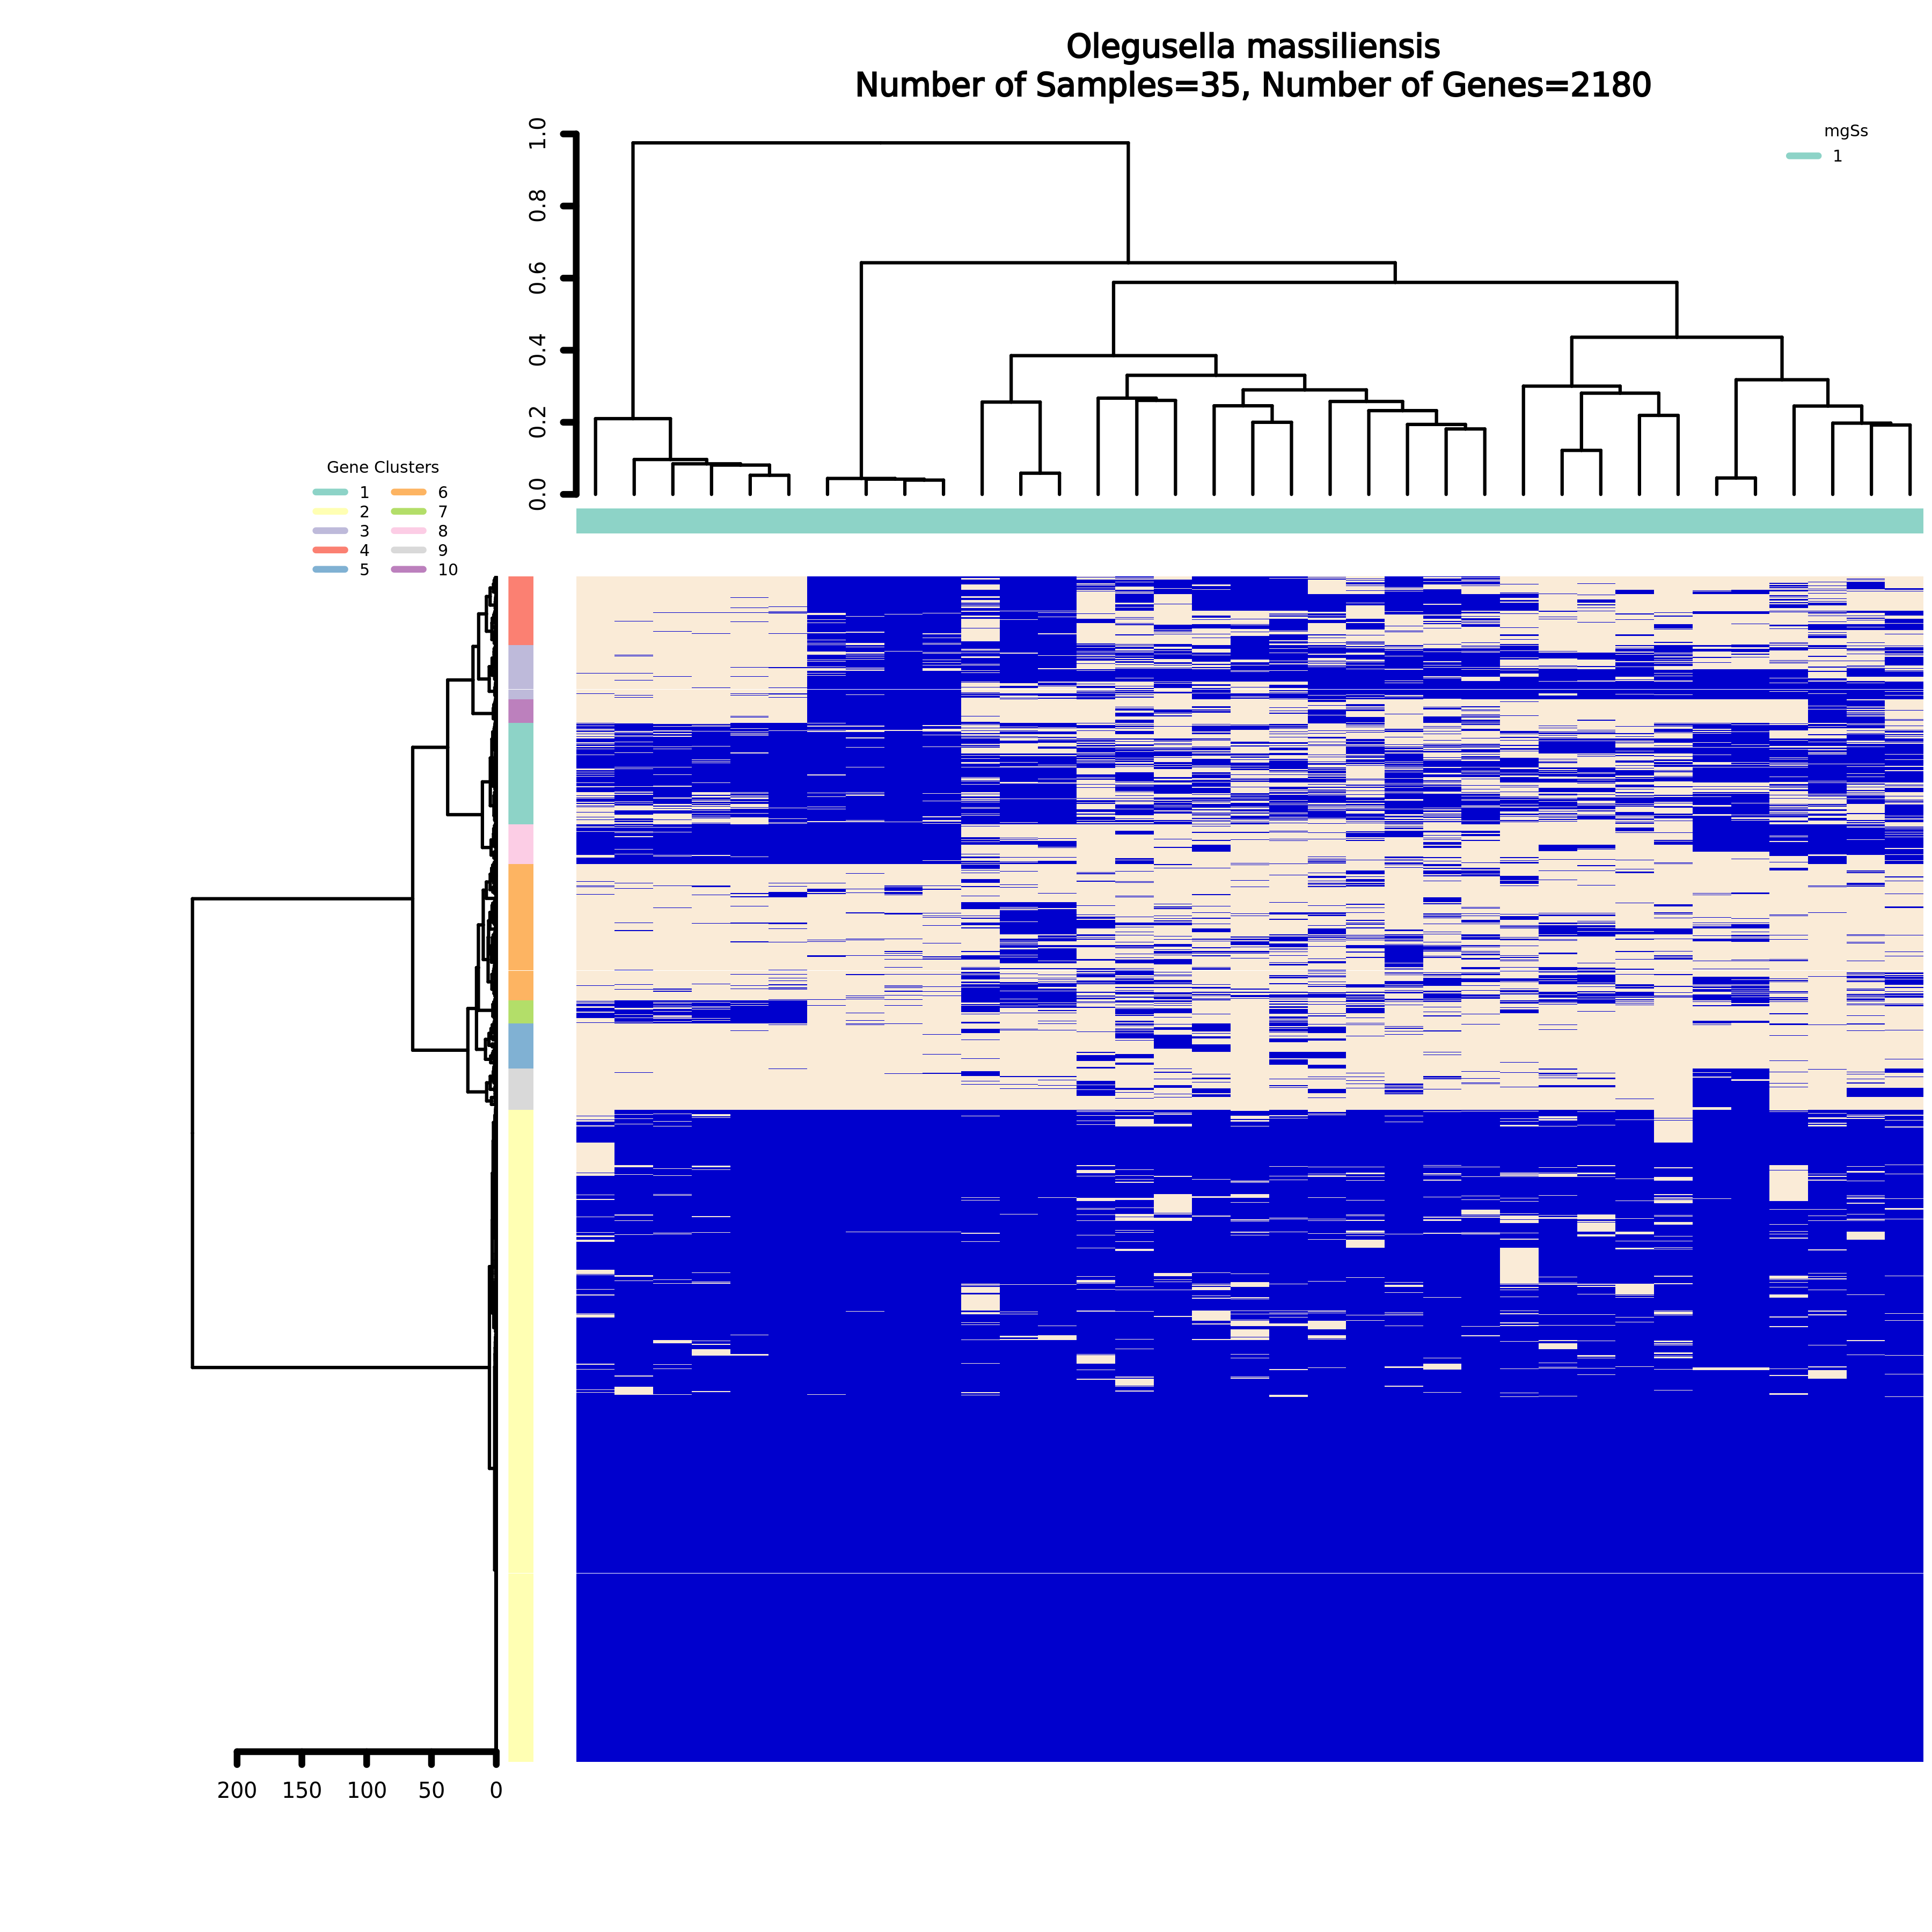 Olegusella massiliensis
Number of Samples=35, Number of Genes=2180
mgSs
1
1.0
0.8
0.6
0.4
0.2
0.0
Gene Clusters
1 6
2 7
3 8
4 9
5 10
200 150 100 50 0